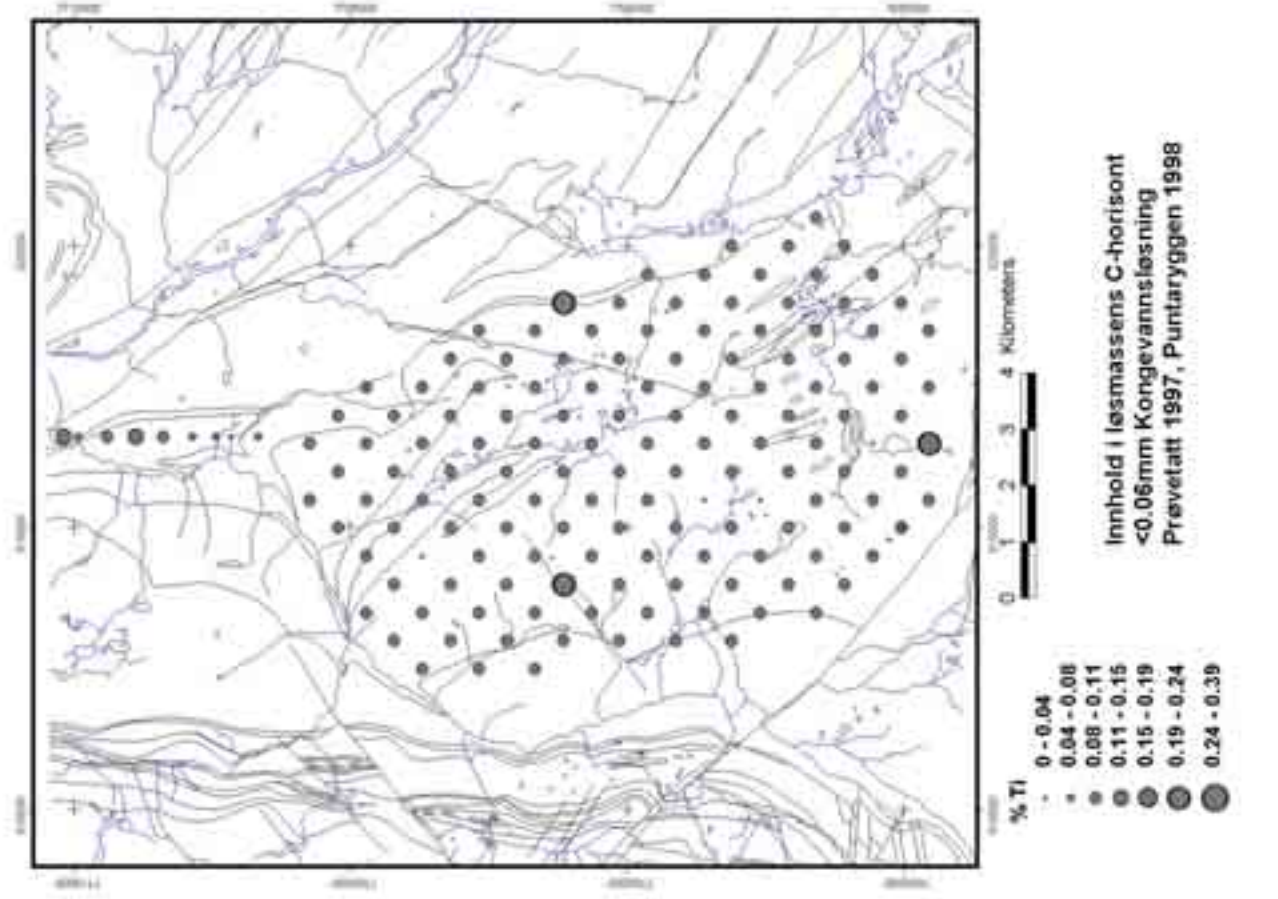 % Ti
0 - 0.04
0.04 - 0.08
0.08 - 0.11
0.11 - 0.15
0.15 - 0.19
0.19 - 0.24
0.24 - 0.39
0 1 2 3 4 Kilometers
Innhold i løsmassens C-horisont
<0.06mm Kongevannsløsning
Prøvetatt 1997, Puntaryggen 1998